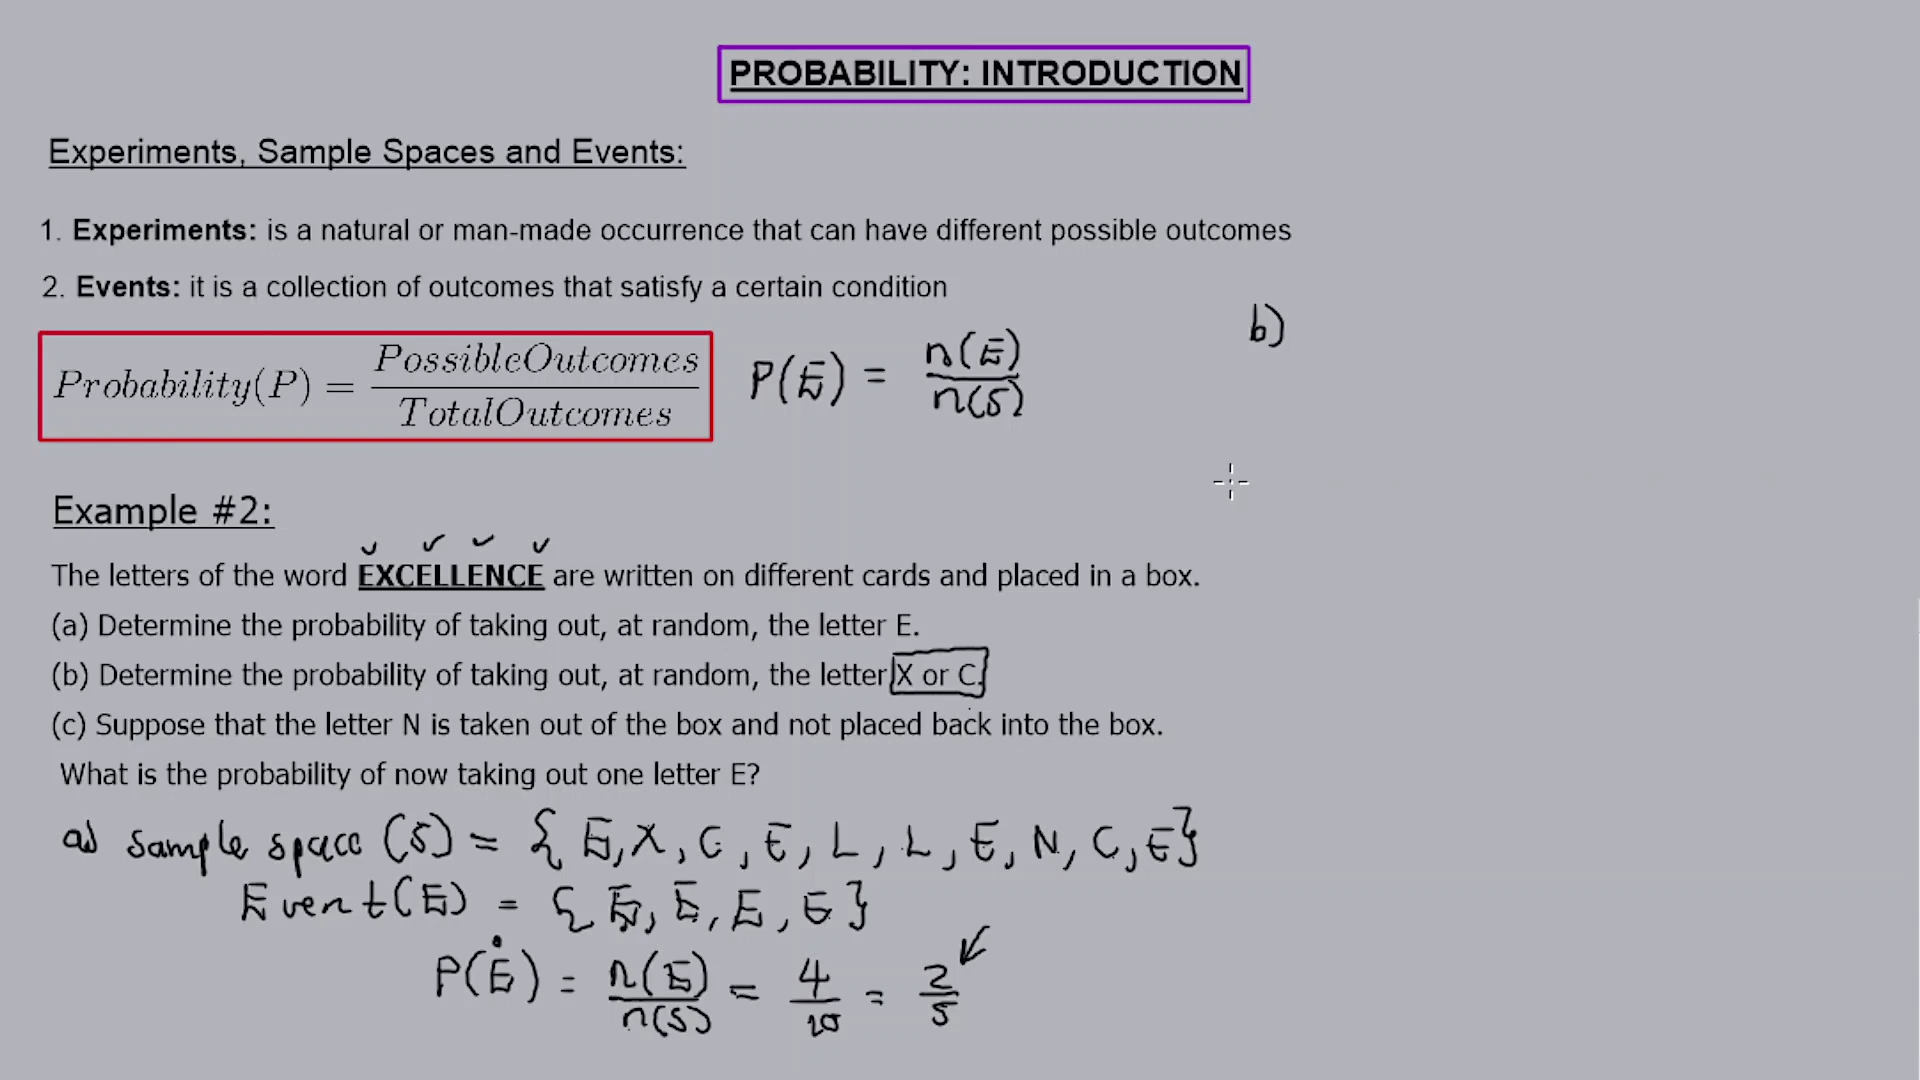 PROBABILITY: INTRODUCTION
Experiments, Sample Spaces and Events:
1. Experiments: is a natural or man-made occurrence that can have different possible outcomes
2. Events: it is a collection of outcomes that satisfy a certain condition
Probability(P) = PossibleOutcomes / TotalOutcomes
P(E) = n(E) / n(S)
b)
Example #2:
The letters of the word EXCELLENCE are written on different cards and placed in a box.
(a) Determine the probability of taking out, at random, the letter E.
(b) Determine the probability of taking out, at random, the letter X or C.
(c) Suppose that the letter N is taken out of the box and not placed back into the box.
What is the probability of now taking out one letter E?
a) Sample space (S) = { E, X, C, E, L, L, E, N, C, E}
Event(E) = { E, E, E, E }
P(E) = n(E) / n(S) = 4 / 10 = 2 / 5